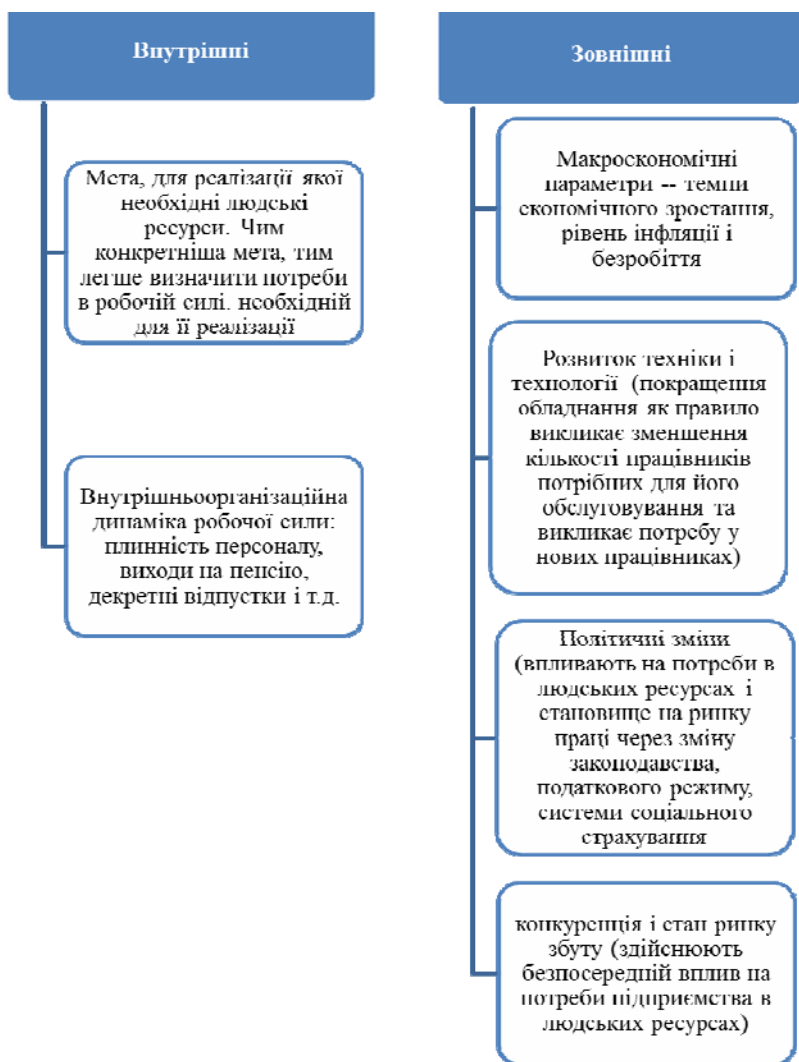 Внутрішні
Мета, для реалізації якої
необхідні людські
ресурси. Чим
конкретніша мета, тим
легше визначити потреби
в робочій силі. необхідній
для її реалізації
Внутрішньоорганізаційна
динаміка робочої сили:
плинність персоналу,
виходи на пенсію,
декретні відпустки і т.д.
Зовнішні
Макроекономічні
параметри -- темпи
економічного зростання,
рівень інфляції і
безробіття
Розвиток техніки і
технології (покращення
обладнання як правило
викликає зменшення
кількості працівників
потрібних для його
обслуговування та
викликає потребу у
нових працівниках)
Політичні зміни
(впливають на потреби в
людських ресурсах і
становище на ринку
праці через зміну
законодавства,
податкового режиму,
системи соціального
страхування
конкуренція і стан ринку
збуту (здійснюють
безпосередній вплив на
потреби підприємства в
людських ресурсах)